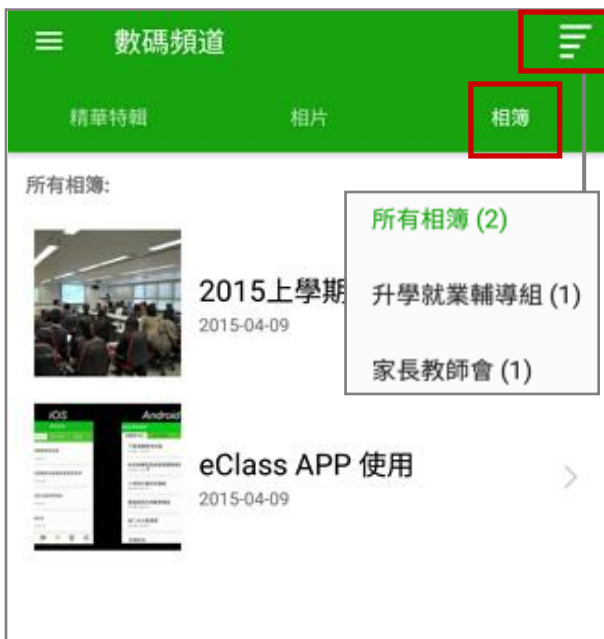 數碼頻道
精華特輯
相片
相簿
所有相簿:
所有相簿 (2)
升學就業輔導組 (1)
家長教師會 (1)
2015上學期
2015-04-09
iOS
Android
eClass APP 使用
2015-04-09